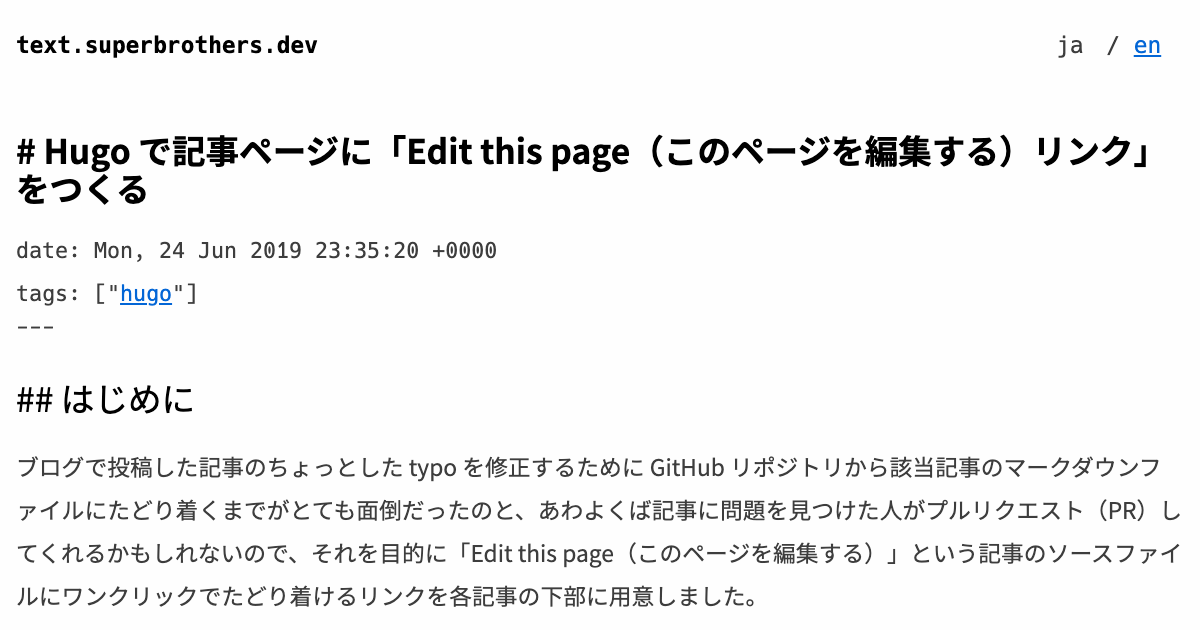 text.superbrothers.dev
ja / en
# Hugo で記事ページに「Edit this page（このページを編集する）リンク」
をつくる
date: Mon, 24 Jun 2019 23:35:20 +0000
tags: ["hugo"]
---
## はじめに
ブログで投稿した記事のちょっとした typo を修正するために GitHub リポジトリから該当記事のマークダウンフ
ァイルにたどり着くまでがとても面倒だったのと、あわよくば記事に問題を見つけた人がプルリクエスト（PR）し
てくれるかもしれないので、それを目的に「Edit this page（このページを編集する）」という記事のソースファイ
ルにワンクリックでたどり着けるリンクを各記事の下部に用意しました。